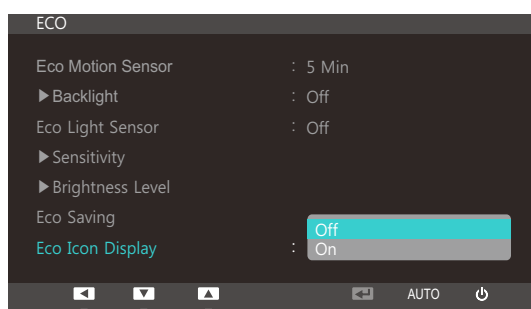 ECO
Eco Motion Sensor : 5 Min
▶Backlight : Off
Eco Light Sensor : Off
▶Sensitivity
▶Brightness Level
Eco Saving
Off
Eco Icon Display : On
AUTO